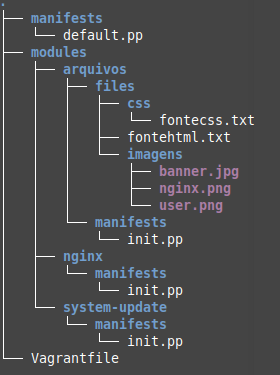 .
manifests
default.pp
modules
arquivos
files
css
fontecss.txt
fontehtml.txt
imagens
banner.jpg
nginx.png
user.png
manifests
init.pp
nginx
manifests
init.pp
system-update
manifests
init.pp
Vagrantfile